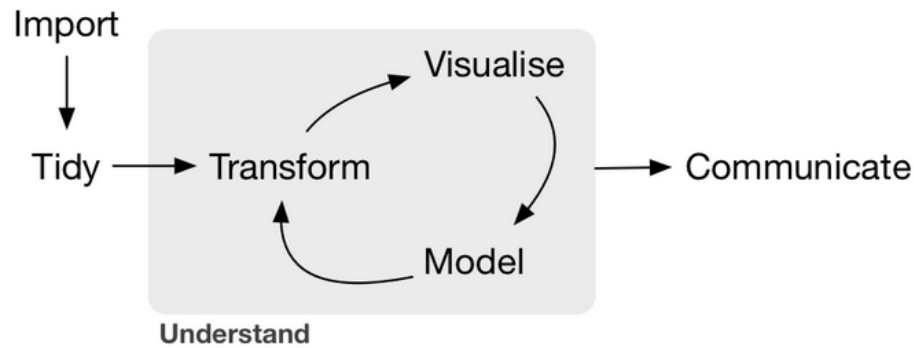 Import
Visualise
Tidy
Transform
Communicate
Model
Understand